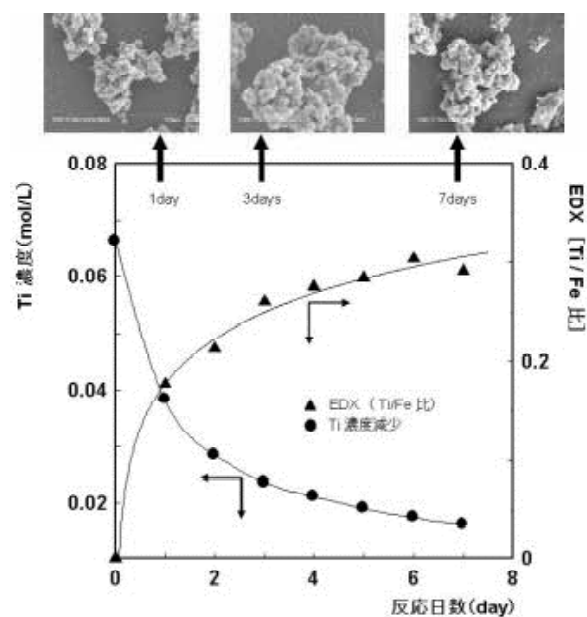 1day
3days
7days
0.08
0.06
0.04
0.02
Ti 濃度(mol/L)
0.4
0.2
0
EDX [Ti / Fe 比]
▲ EDX ( Ti/Fe 比)
● Ti 濃度減少
0 2 4 6 8
反応日数(day)